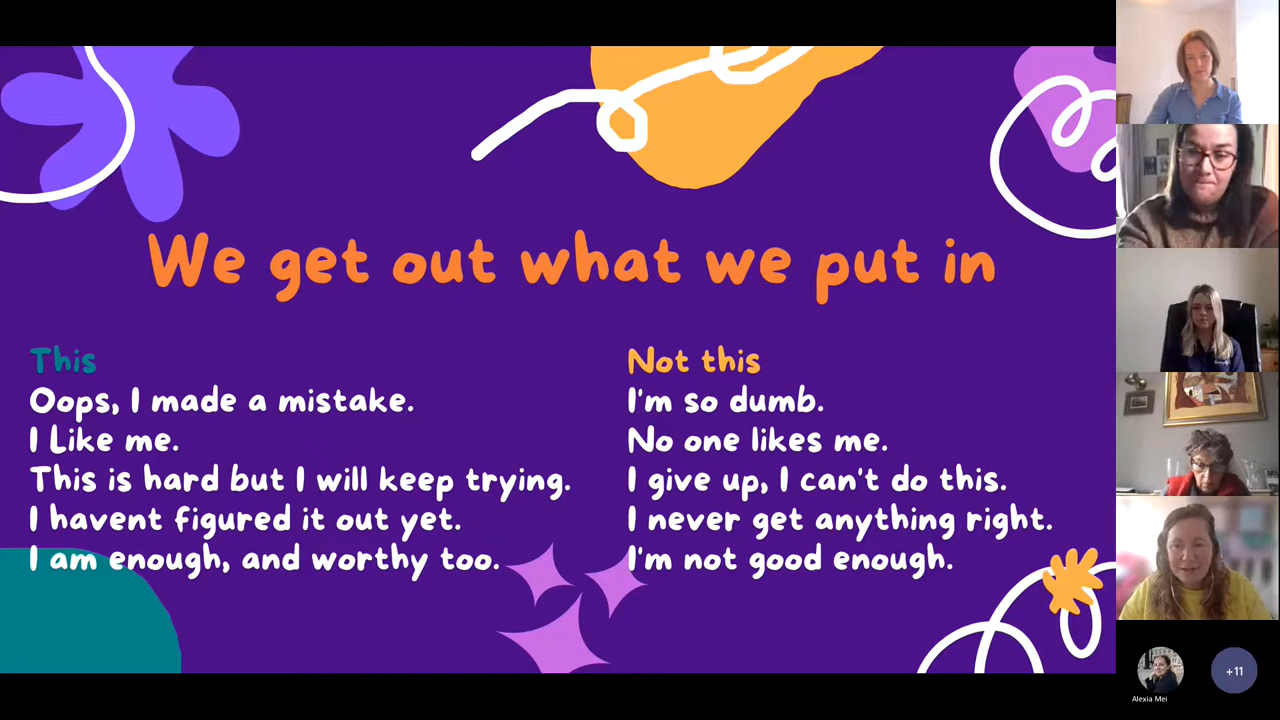 We get out what we put in
This
Oops, I made a mistake.
I Like me.
This is hard but I will keep trying.
I havent figured it out yet.
I am enough, and worthy too.
Not this
I'm so dumb.
No one likes me.
I give up, I can't do this.
I never get anything right.
I'm not good enough.
Alexia Mei
+11